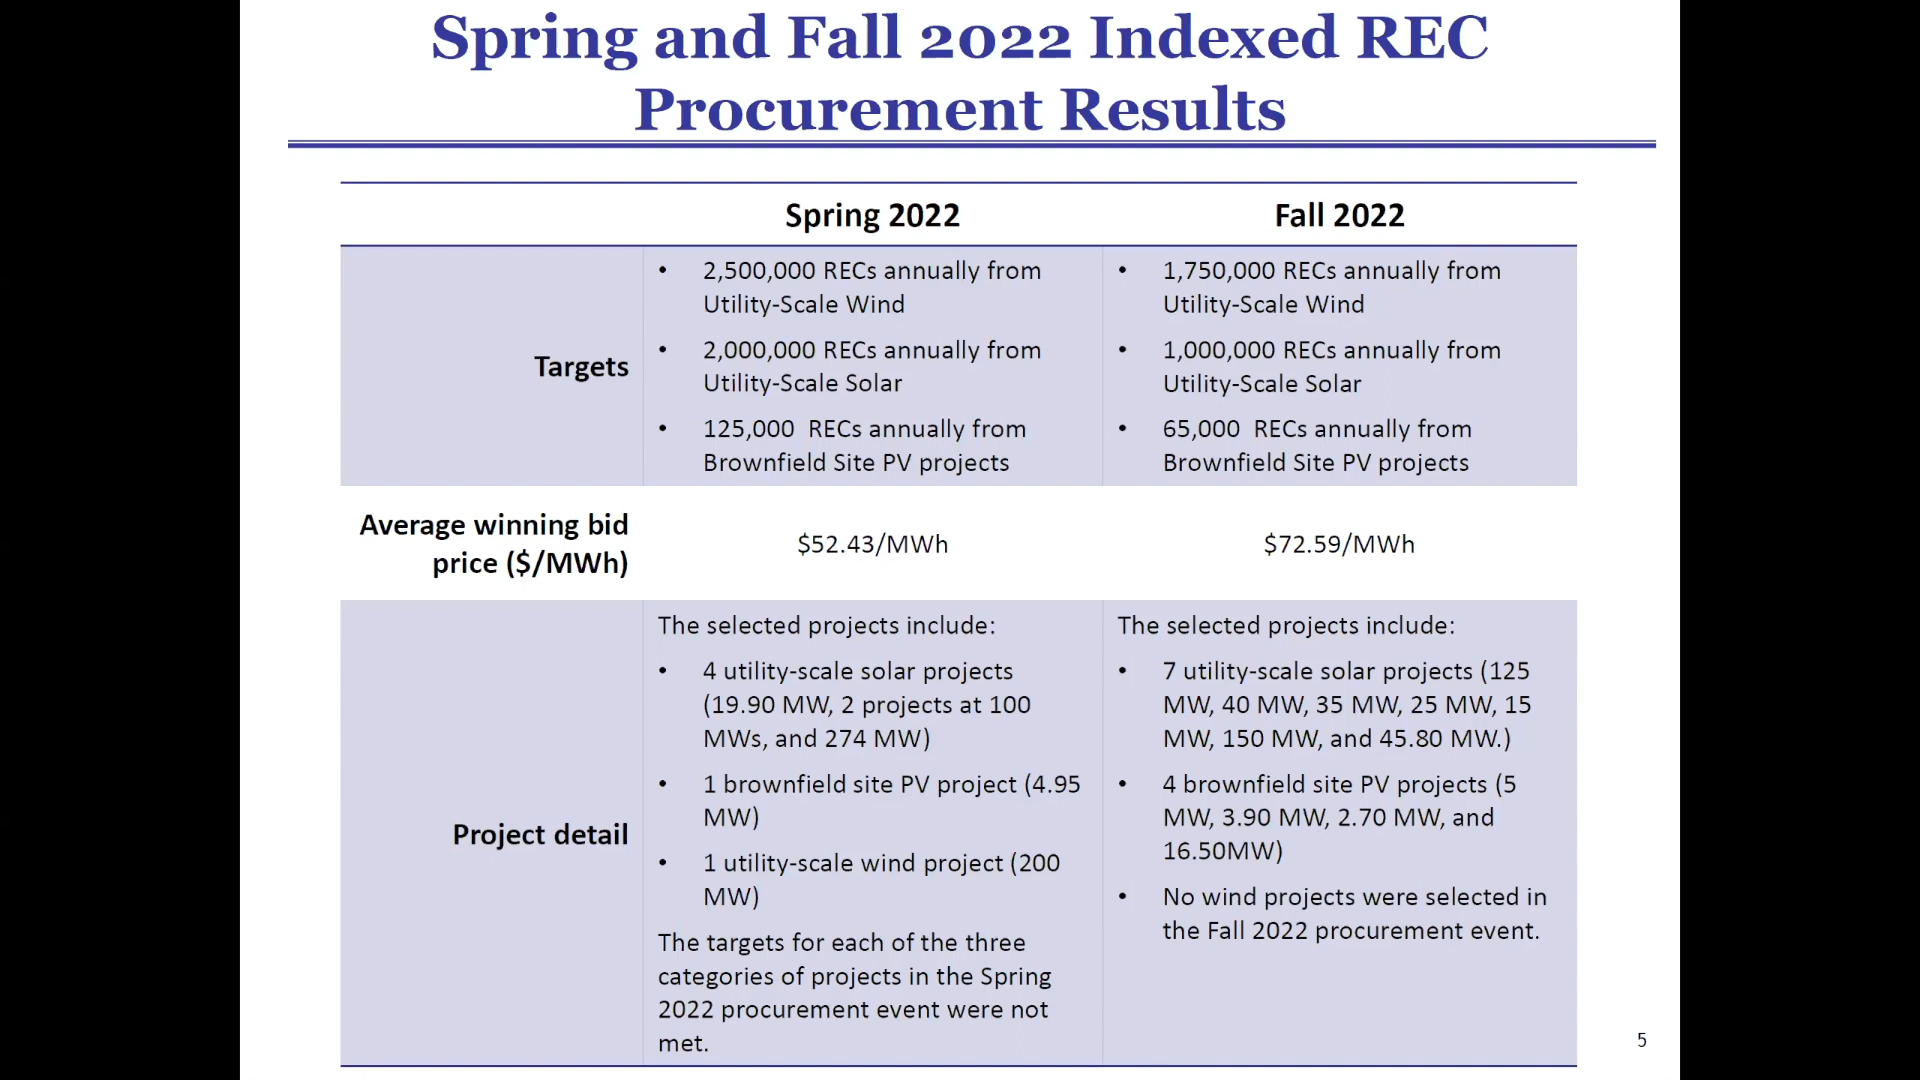 Spring and Fall 2022 Indexed REC
Procurement Results
Spring 2022
Fall 2022
Targets
• 2,500,000 RECs annually from
Utility-Scale Wind
• 2,000,000 RECs annually from
Utility-Scale Solar
• 125,000  RECs annually from
Brownfield Site PV projects
• 1,750,000 RECs annually from
Utility-Scale Wind
• 1,000,000 RECs annually from
Utility-Scale Solar
• 65,000  RECs annually from
Brownfield Site PV projects
Average winning bid
price ($/MWh)
$52.43/MWh
$72.59/MWh
Project detail
The selected projects include:
• 4 utility-scale solar projects
(19.90 MW, 2 projects at 100
MWs, and 274 MW)
• 1 brownfield site PV project (4.95
MW)
• 1 utility-scale wind project (200
MW)
The targets for each of the three
categories of projects in the Spring
2022 procurement event were not
met.
The selected projects include:
• 7 utility-scale solar projects (125
MW, 40 MW, 35 MW, 25 MW, 15
MW, 150 MW, and 45.80 MW.)
• 4 brownfield site PV projects (5
MW, 3.90 MW, 2.70 MW, and
16.50MW)
• No wind projects were selected in
the Fall 2022 procurement event.
5